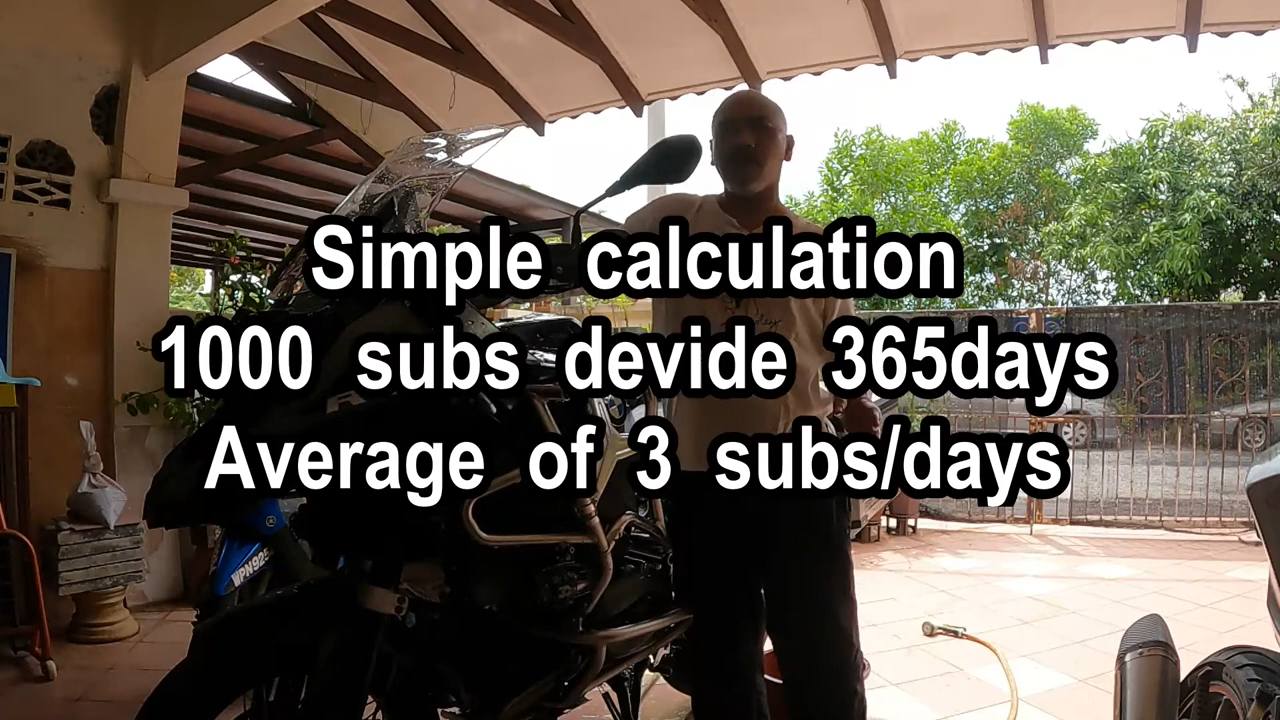 Simple calculation
1000 subs devide 365days
Average of 3 subs/days